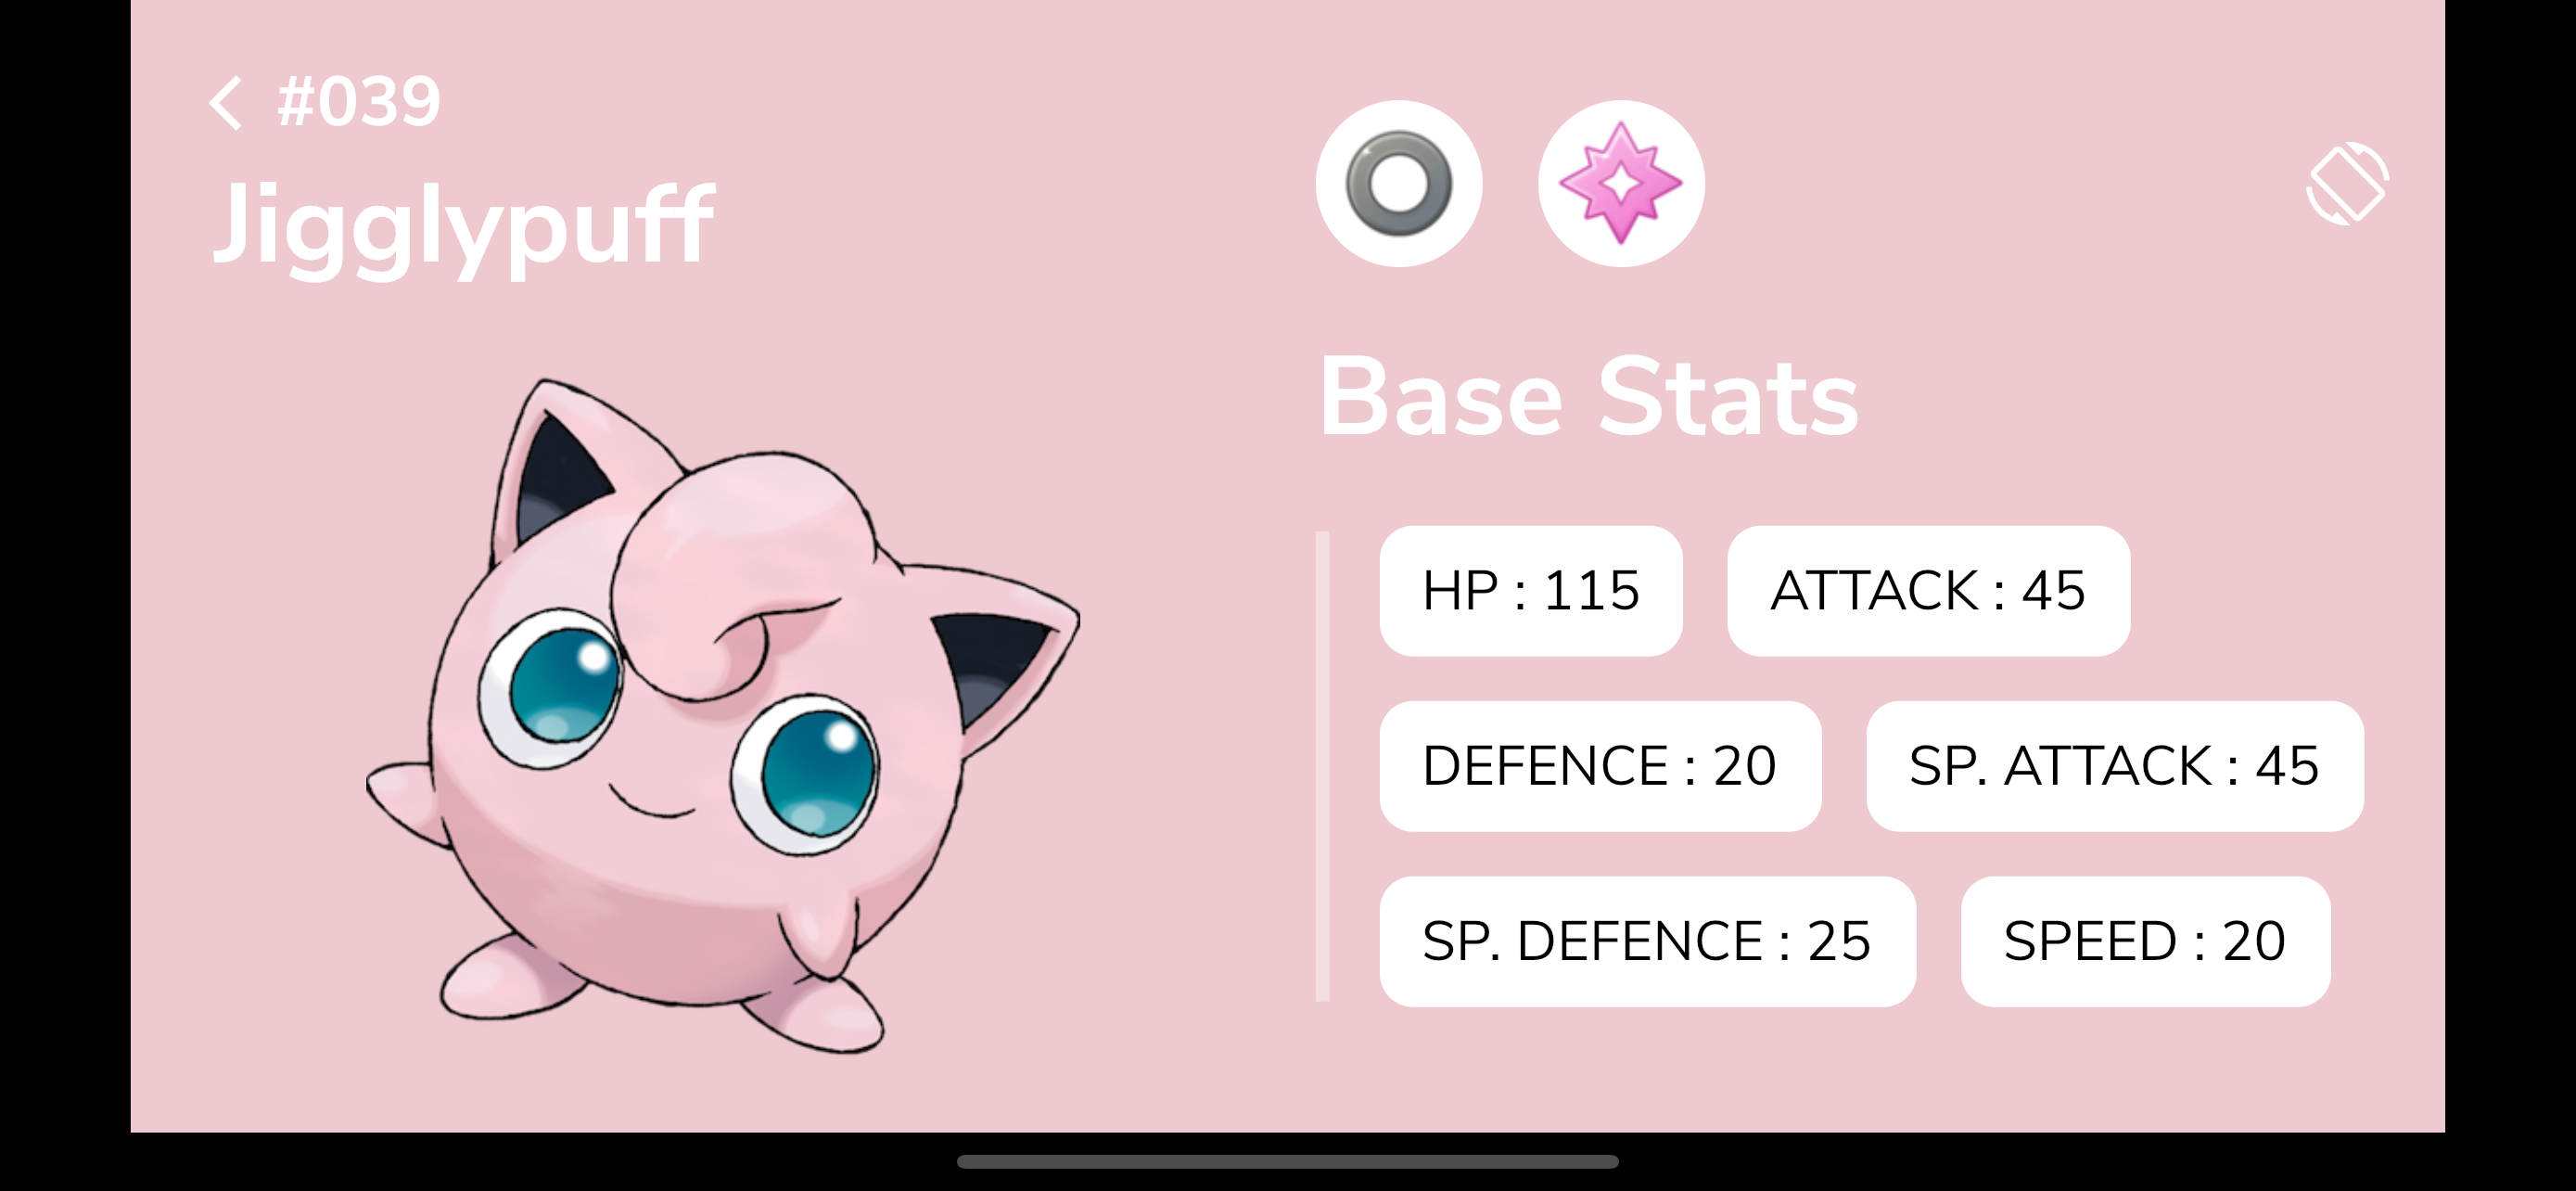 #039
Jigglypuff
Base Stats
HP : 115
ATTACK : 45
DEFENCE : 20
SP. ATTACK : 45
SP. DEFENCE : 25
SPEED : 20